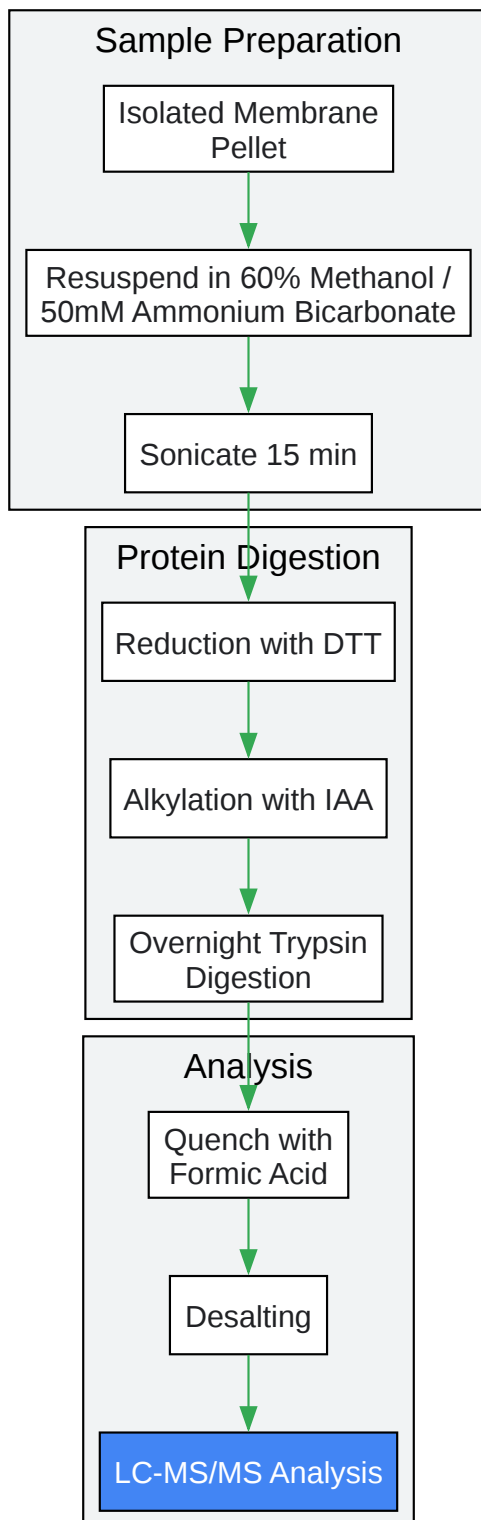 Sample Preparation
Isolated Membrane
Pellet
Resuspend in 60% Methanol /
50mM Ammonium Bicarbonate
Sonicate 15 min
Protein Digestion
Reduction with DTT
Alkylation with IAA
Overnight Trypsin
Digestion
Analysis
Quench with
Formic Acid
Desalting
LC-MS/MS Analysis